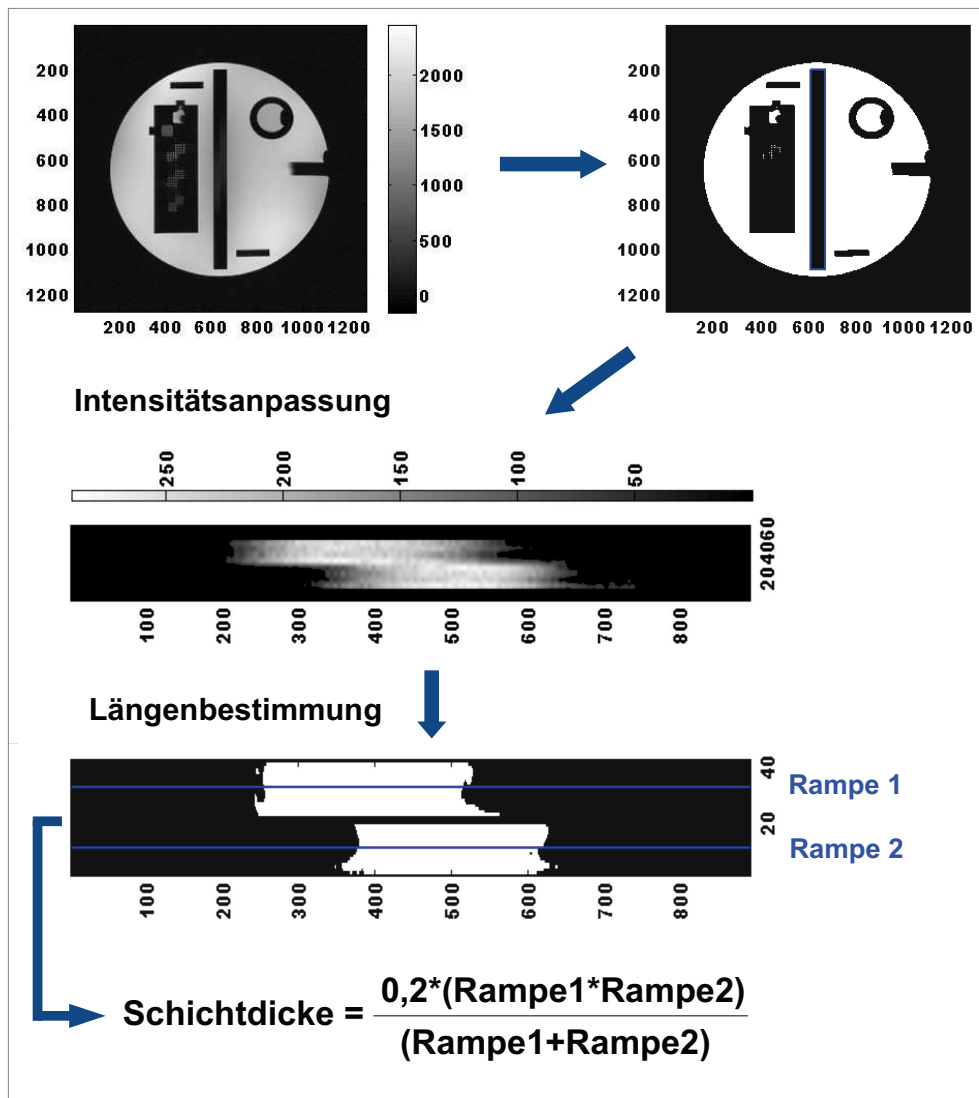 200
400
600
800
1000
1200
200 400 600 800 1000 1200
2000
1500
1000
500
0
200
400
600
800
1000
1200
200 400 600 800 1000 1200
Intensitätsanpassung
250 200 150 100 50
204060
100 200 300 400 500 600 700 800
Längenbestimmung
40
20
Rampe 1
Rampe 2
100 200 300 400 500 600 700 800
Schichtdicke = 0,2*(Rampe1*Rampe2)
(Rampe1+Rampe2)